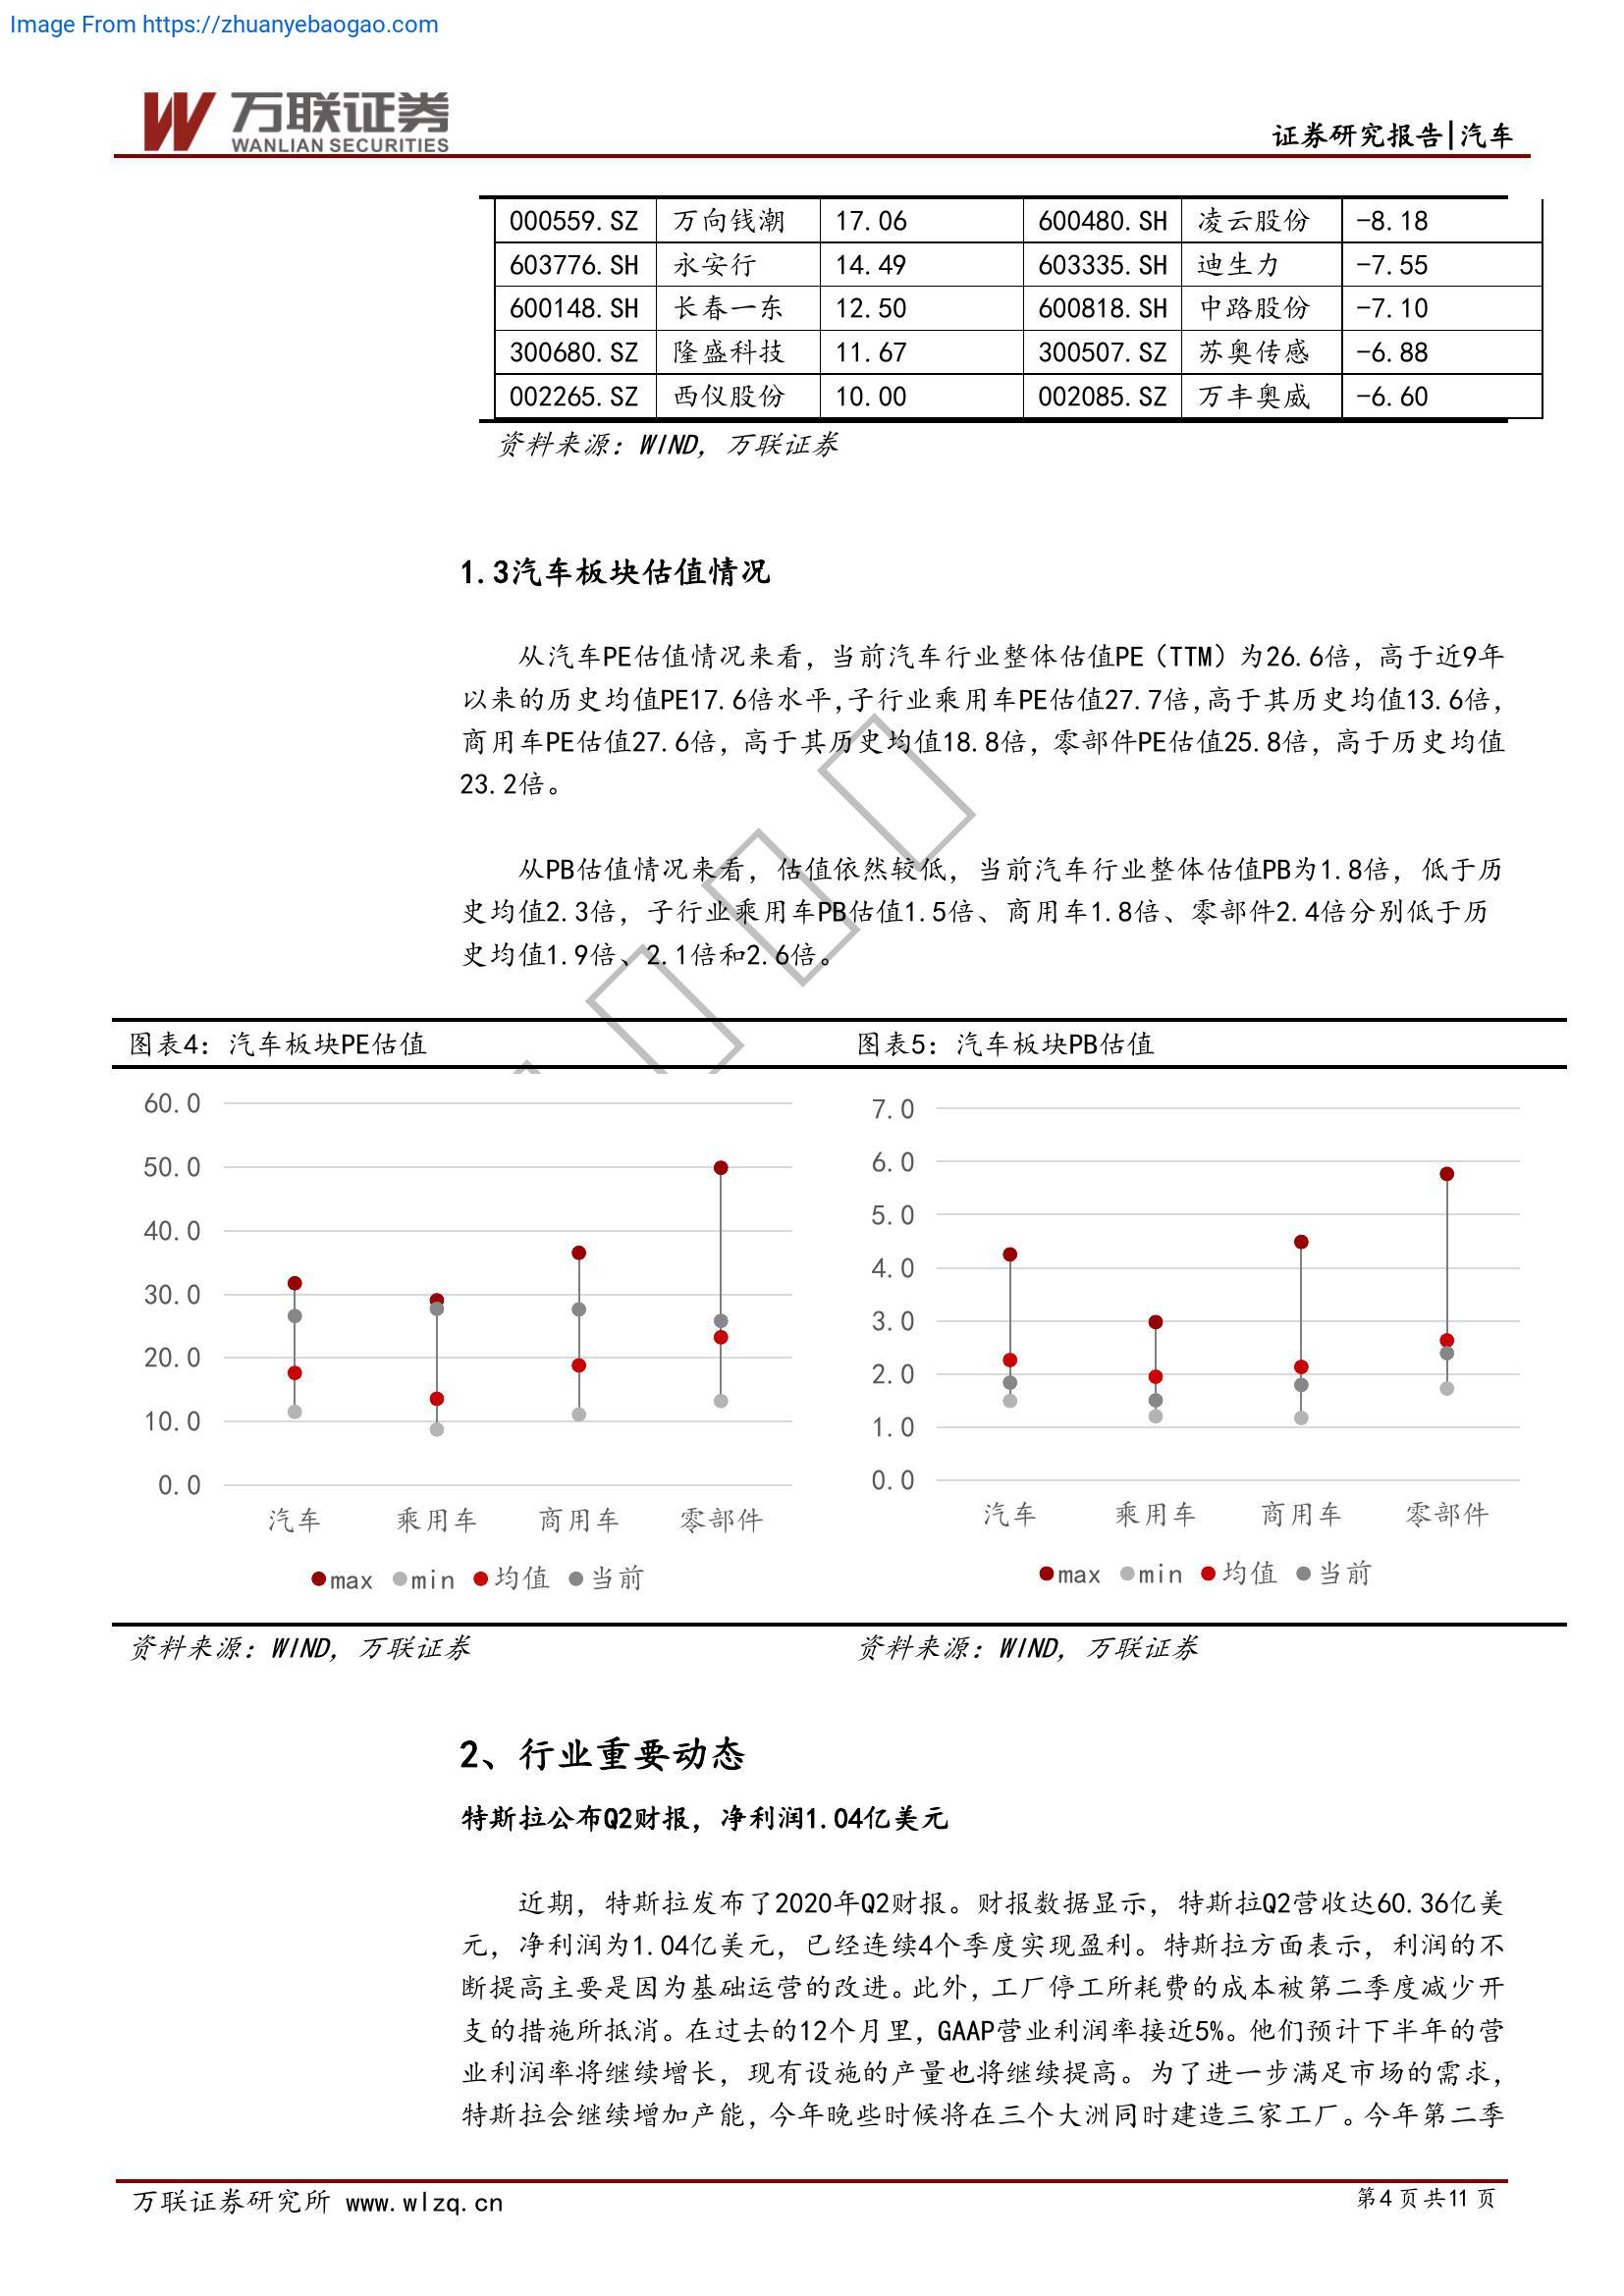 Image From https://zhuanyebaogao.com
万联证券
WANLIAN SECURITIES
证券研究报告|汽车
000559.SZ 万向钱潮 17.06 600480.SH 凌云股份 -8.18
603776.SH 永安行 14.49 603335.SH 迪生力 -7.55
600148.SH 长春一东 12.50 600818.SH 中路股份 -7.10
300680.SZ 隆盛科技 11.67 300507.SZ 苏奥传感 -6.88
002265.SZ 西仪股份 10.00 002085.SZ 万丰奥威 -6.60
资料来源：WIND，万联证券
1.3汽车板块估值情况
从汽车PE估值情况来看，当前汽车行业整体估值PE（TTM）为26.6倍，高于近9年
以来的历史均值PE17.6倍水平，子行业乘用车PE估值27.7倍，高于其历史均值13.6倍，
商用车PE估值27.6倍，高于其历史均值18.8倍，零部件PE估值25.8倍，高于历史均值
23.2倍。
从PB估值情况来看，估值依然较低，当前汽车行业整体估值PB为1.8倍，低于历
史均值2.3倍，子行业乘用车PB估值1.5倍、商用车1.8倍、零部件2.4倍分别低于历
史均值1.9倍、2.1倍和2.6倍。
图表4：汽车板块PE估值
60.0
50.0
40.0
30.0
20.0
10.0
0.0
汽车 乘用车 商用车 零部件
max min 均值 当前
资料来源：WIND，万联证券
图表5：汽车板块PB估值
7.0
6.0
5.0
4.0
3.0
2.0
1.0
0.0
汽车 乘用车 商用车 零部件
max min 均值 当前
资料来源：WIND，万联证券
2、行业重要动态
特斯拉公布Q2财报，净利润1.04亿美元
近期，特斯拉发布了2020年Q2财报。财报数据显示，特斯拉Q2营收达60.36亿美
元，净利润为1.04亿美元，已经连续4个季度实现盈利。特斯拉方面表示，利润的不
断提高主要是因为基础运营的改进。此外，工厂停工所耗费的成本被第二季度减少开
支的措施所抵消。在过去的12个月里，GAAP营业利润率接近5%。他们预计下半年的营
业利润率将继续增长，现有设施的产量也将继续提高。为了进一步满足市场的需求，
特斯拉会继续增加产能，今年晚些时候将在三个大洲同时建造三家工厂。今年第二季
万联证券研究所 www.wlzq.cn
第4页共11页